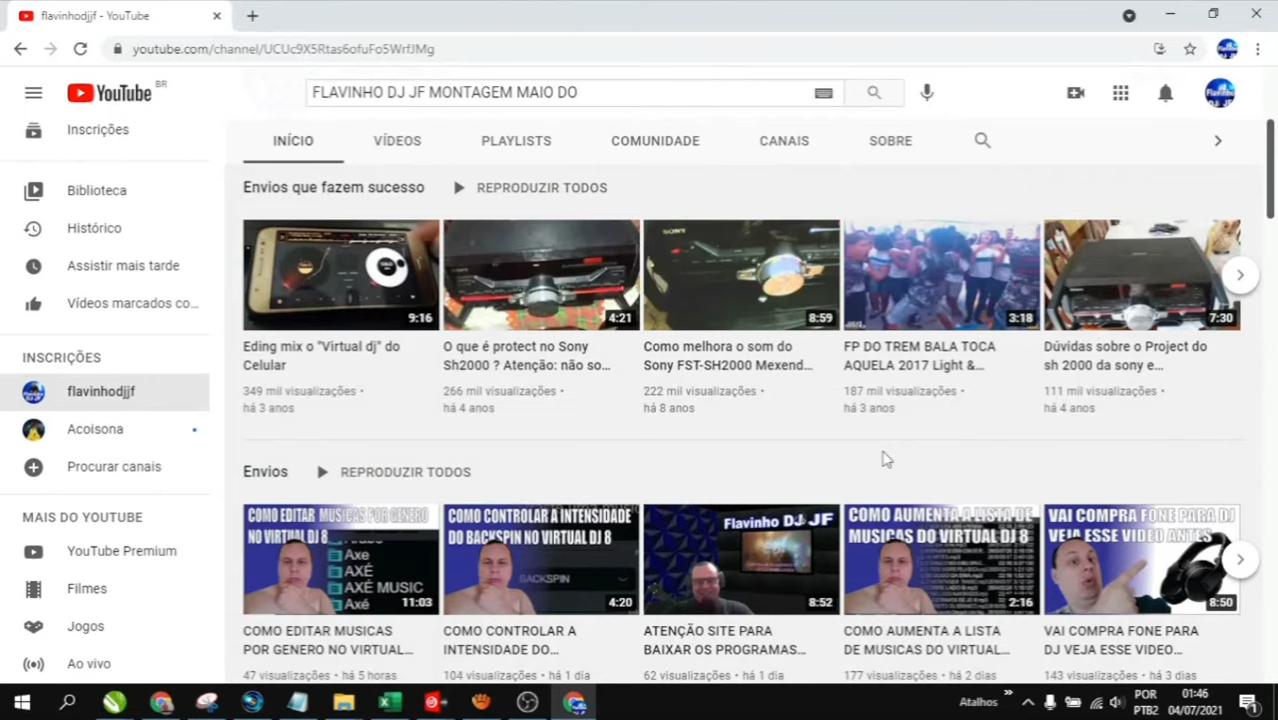 flavinhodjjf - YouTube
youtube.com/channel/UCUc9X5Rtas6ofuFo5WrfJMg
YouTube BR
FLAVINHO DJ JF MONTAGEM MAIO DO
Inscrições
Biblioteca
Histórico
Assistir mais tarde
Vídeos marcados co...
INSCRIÇÕES
flavinhodjjf
Acoisona
Procurar canais
MAIS DO YOUTUBE
YouTube Premium
Filmes
Jogos
Ao vivo
INÍCIO VÍDEOS PLAYLISTS COMUNIDADE CANAIS SOBRE
Envios que fazem sucesso REPRODUZIR TODOS
9:16 4:21 SONY 8:59 3:18 7:30
Eding mix o "Virtual dj" do
Celular
349 mil visualizações •
há 3 anos
O que é protect no Sony
Sh2000 ? Atenção: não so...
266 mil visualizações •
há 4 anos
Como melhora o som do
Sony FST-SH2000 Mexend...
222 mil visualizações •
há 8 anos
FP DO TREM BALA TOCA
AQUELA 2017 Light &...
187 mil visualizações •
há 3 anos
Dúvidas sobre o Project do
sh 2000 da sony e...
111 mil visualizações •
há 4 anos
Envios REPRODUZIR TODOS
COMO EDITAR MUSICAS POR GENERO
NO VIRTUAL DJ 8
Axe
AXÉ
AXÉ MUSIC
Axé
11:03
COMO CONTROLAR A INTENSIDADE
DO BACKSPIN NO VIRTUAL DJ 8
BACKSPIN
4:20
Flavinho DJ JF
8:52
COMO AUMENTA A LISTA DE
MUSICAS DO VIRTUAL DJ 8
2:16
VAI COMPRA FONE PARA DJ
VEJA ESSE VIDEO ANTES
8:50
COMO EDITAR MUSICAS
POR GENERO NO VIRTUAL...
47 visualizações • há 5 horas
COMO CONTROLAR A
INTENSIDADE DO...
104 visualizações • há 1 dia
ATENÇÃO SITE PARA
BAIXAR OS PROGRAMAS...
62 visualizações • há 1 dia
COMO AUMENTA A LISTA
DE MUSICAS DO VIRTUAL...
177 visualizações • há 2 dias
VAI COMPRA FONE PARA
DJ VEJA ESSE VIDEO...
143 visualizações • há 3 dias
Atalhos
POR
PTB2
01:46
04/07/2021